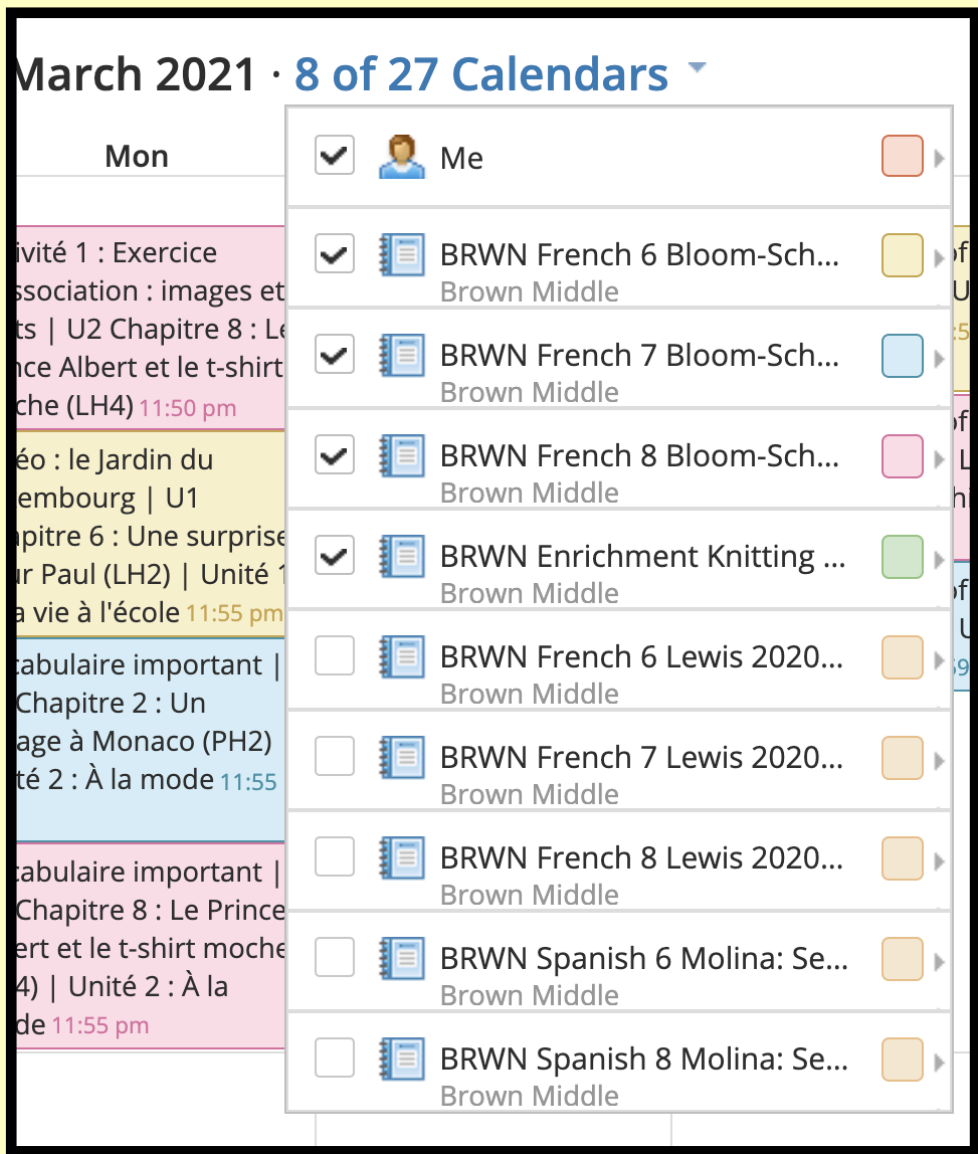 March 2021 · 8 of 27 Calendars
Mon
ivité 1 : Exercice
ssociation : images et
ts | U2 Chapitre 8 : Le
nce Albert et le t-shirt
che (LH4) 11:50 pm
éo : le Jardin du
embourg | U1
apitre 6 : Une surprise
ur Paul (LH2) | Unité 1
a vie à l'école 11:55 pm
cabulaire important |
Chapitre 2 : Un
age à Monaco (PH2)
té 2 : À la mode 11:55
cabulaire important |
Chapitre 8 : Le Prince
ert et le t-shirt moche
4) | Unité 2 : À la
de 11:55 pm
Me
BRWN French 6 Bloom-Sch...
Brown Middle
BRWN French 7 Bloom-Sch...
Brown Middle
BRWN French 8 Bloom-Sch...
Brown Middle
BRWN Enrichment Knitting ...
Brown Middle
BRWN French 6 Lewis 2020...
Brown Middle
BRWN French 7 Lewis 2020...
Brown Middle
BRWN French 8 Lewis 2020...
Brown Middle
BRWN Spanish 6 Molina: Se...
Brown Middle
BRWN Spanish 8 Molina: Se...
Brown Middle